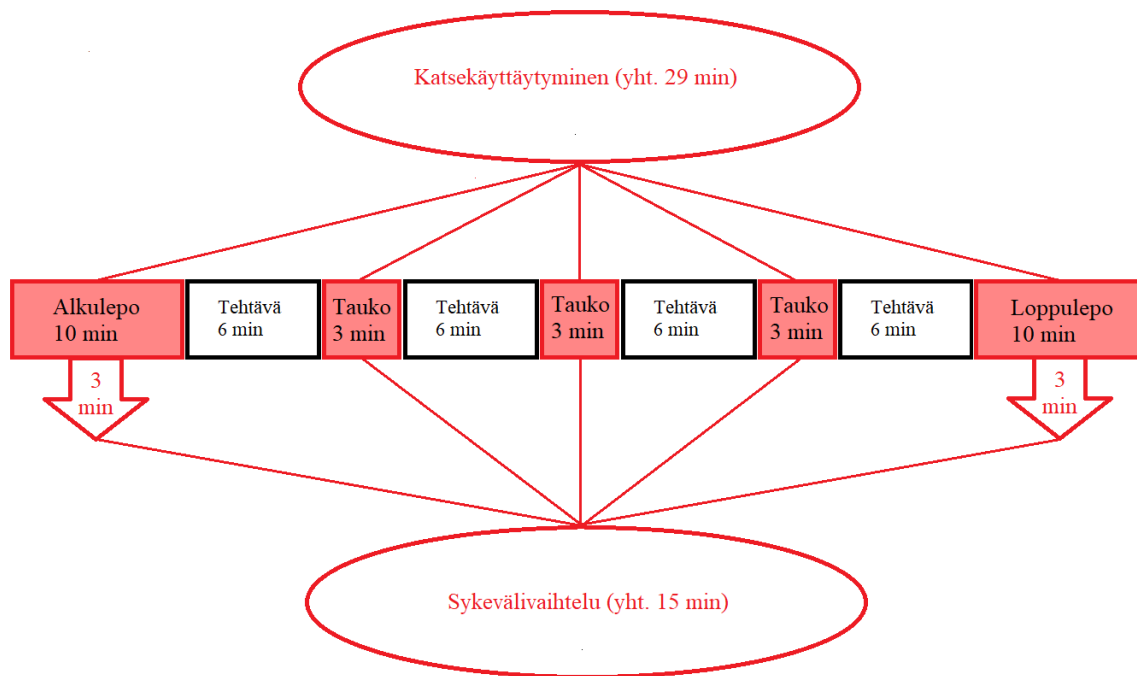 Katsekäyttäytyminen (yht. 29 min)
Alkulepo
10 min
Tehtävä
6 min
Tauko
3 min
Tehtävä
6 min
Tauko
3 min
Tehtävä
6 min
Tauko
3 min
Tehtävä
6 min
Loppulepo
10 min
3
min
3
min
Sykevälivaihtelu (yht. 15 min)